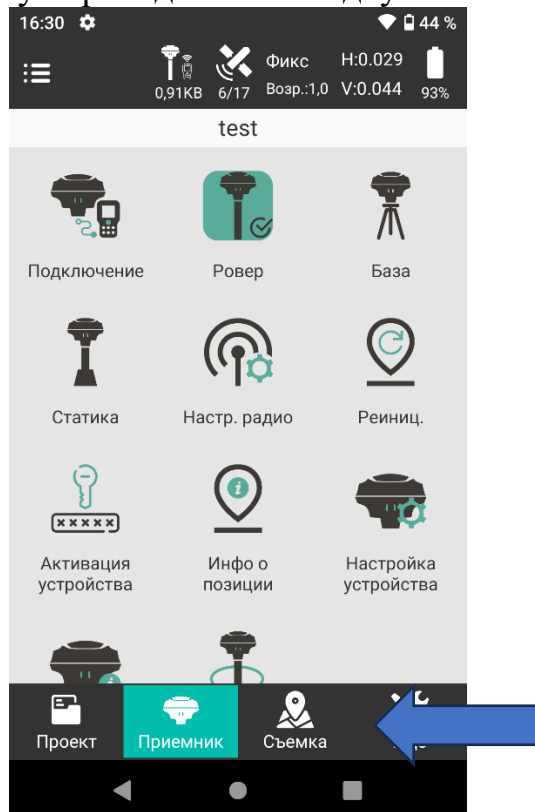 16:30 44 %
Фикс H:0.029
0,91KB 6/17 Возр.:1,0 V:0.044 93%
test
Подключение Ровер База
Статика Настр. радио Реиниц.
Активация устройства Инфо о позиции Настройка устройства
Проект Приемник Съемка